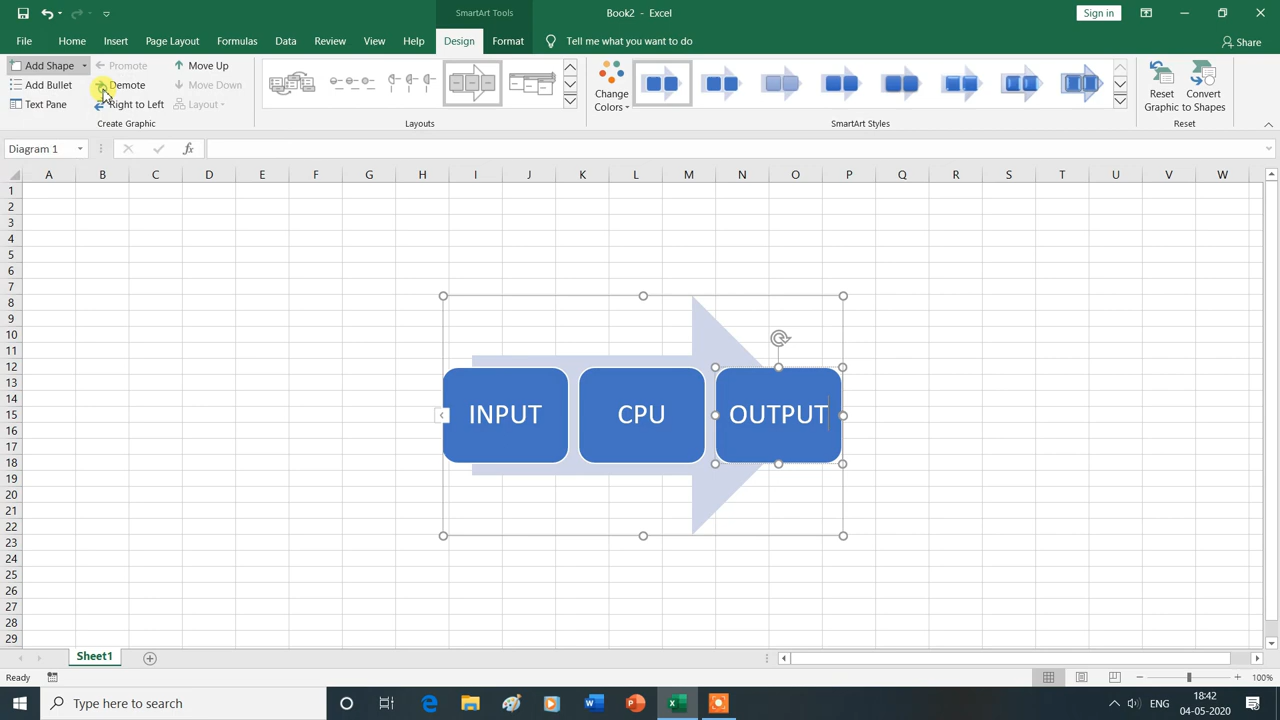 SmartArt Tools
Book2 - Excel
Sign in
File Home Insert Page Layout Formulas Data Review View Help Design Format Tell me what you want to do Share
Add Shape Promote Move Up
Add Bullet Demote Move Down
Text Pane Right to Left Layout
Create Graphic
Layouts
Change Colors
SmartArt Styles
Reset Graphic
Convert to Shapes
Reset
Diagram 1
fx
A B C D E F G H I J K L M N O P Q R S T U V W
1
2
3
4
5
6
7
8
9
10
11
12
13
14
15
16
17
18
19
20
21
22
23
24
25
26
27
28
29
INPUT CPU OUTPUT
Sheet1
Ready
100%
Type here to search
ENG
18:42
04-05-2020